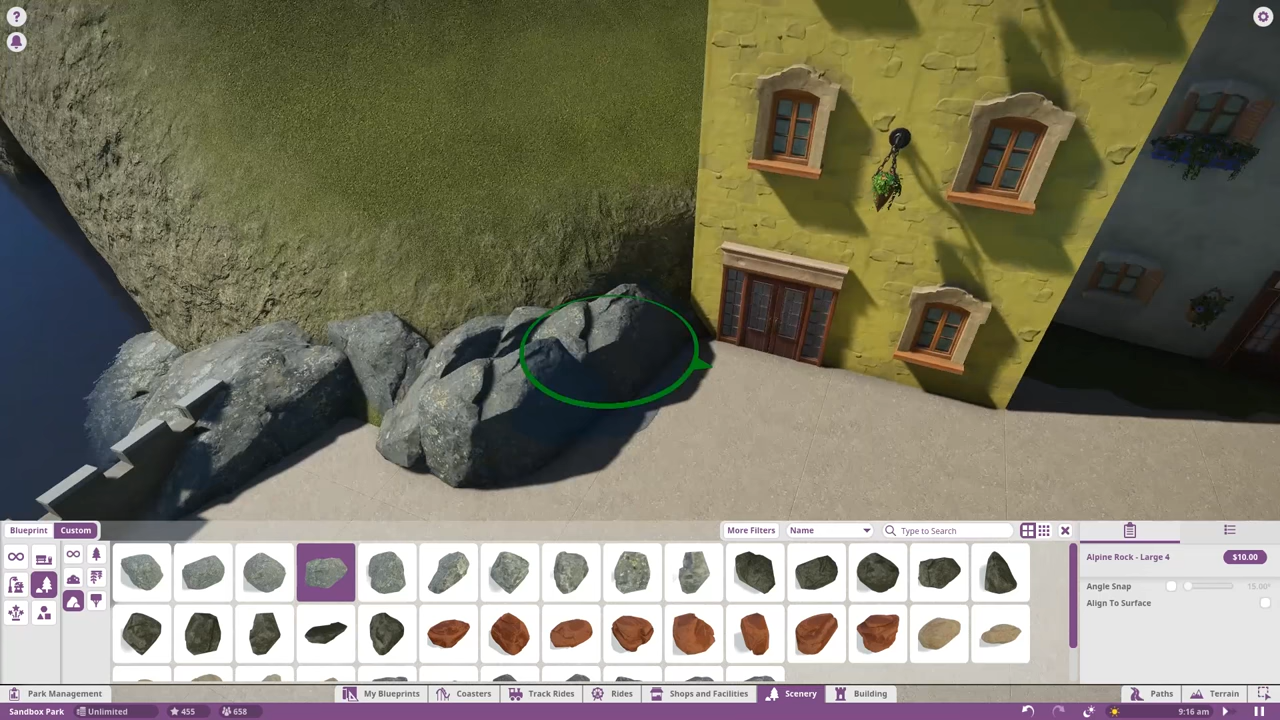 ?
Blueprint Custom
More Filters Name Type to Search
Alpine Rock - Large 4 $10.00
Angle Snap 15.00°
Align To Surface
Park Management My Blueprints Coasters Track Rides Rides Shops and Facilities Scenery Building Paths Terrain
Sandbox Park Unlimited 455 658 9:16 am